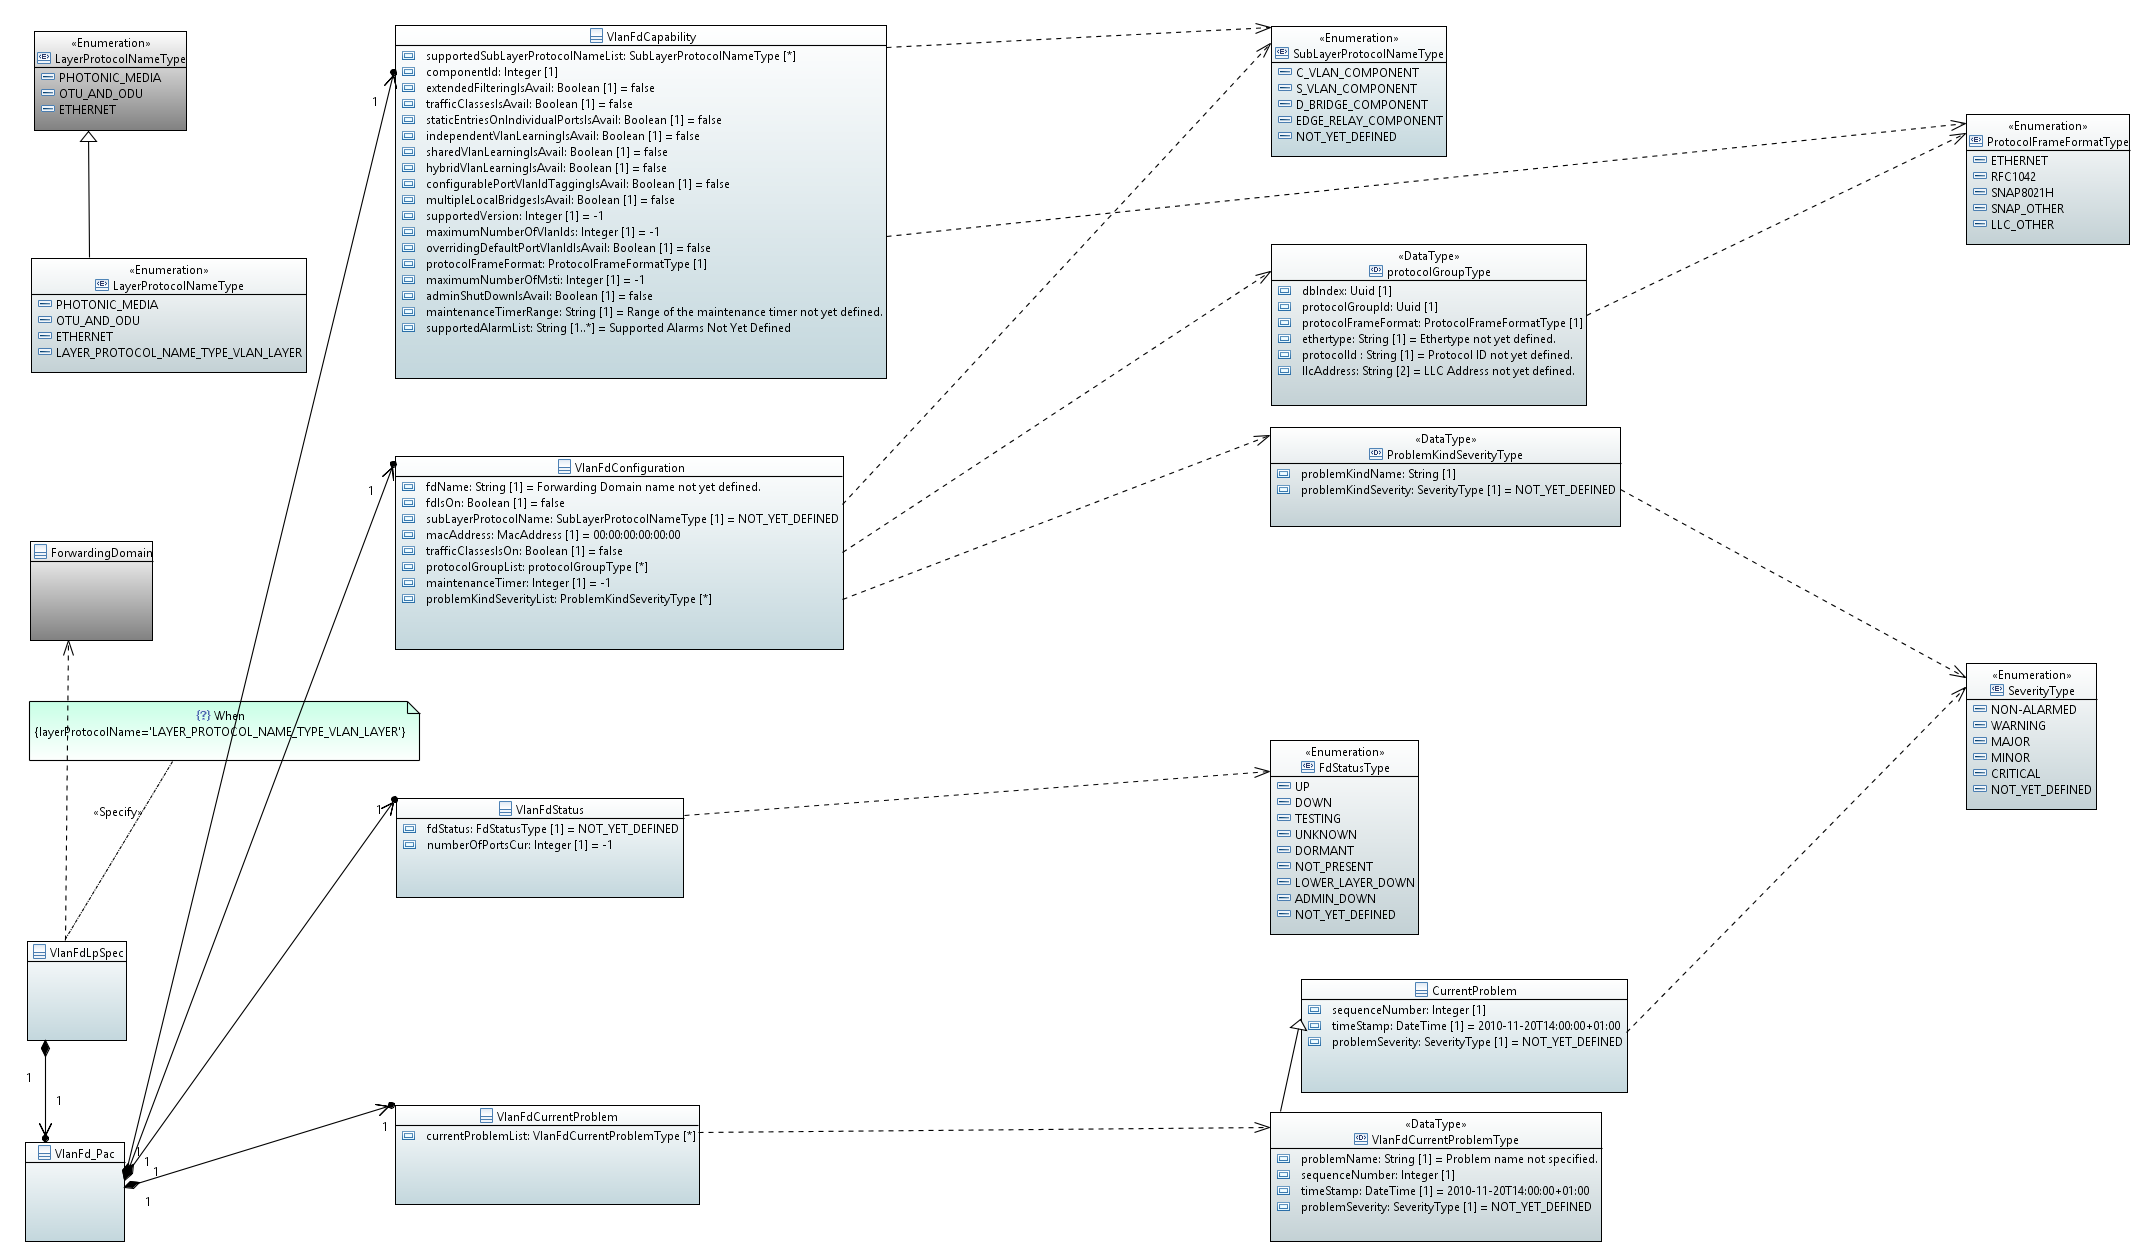 «Enumeration»
LayerProtocolNameType
PHOTONIC_MEDIA
OTU_AND_ODU
ETHERNET
«Enumeration»
LayerProtocolNameType
PHOTONIC_MEDIA
OTU_AND_ODU
ETHERNET
LAYER_PROTOCOL_NAME_TYPE_VLAN_LAYER
ForwardingDomain
{?} When
{layerProtocolName='LAYER_PROTOCOL_NAME_TYPE_VLAN_LAYER'}
«Specify»
VlanFdLpSpec
1
1
VlanFd_Pac
1
1
1
1
VlanFdCapability
supportedSubLayerProtocolNameList: SubLayerProtocolNameType [*]
componentId: Integer [1]
extendedFilteringIsAvail: Boolean [1] = false
trafficClassesIsAvail: Boolean [1] = false
staticEntriesOnIndividualPortsIsAvail: Boolean [1] = false
independentVlanLearningIsAvail: Boolean [1] = false
sharedVlanLearningIsAvail: Boolean [1] = false
hybridVlanLearningIsAvail: Boolean [1] = false
configurablePortVlanIdTaggingIsAvail: Boolean [1] = false
multipleLocalBridgesIsAvail: Boolean [1] = false
supportedVersion: Integer [1] = -1
maximumNumberOfVlanIds: Integer [1] = -1
overridingDefaultPortVlanIdIsAvail: Boolean [1] = false
protocolFrameFormat: ProtocolFrameFormatType [1]
maximumNumberOfMsti: Integer [1] = -1
adminShutDownIsAvail: Boolean [1] = false
maintenanceTimerRange: String [1] = Range of the maintenance timer not yet defined.
supportedAlarmList: String [1..*] = Supported Alarms Not Yet Defined
1
VlanFdConfiguration
fdName: String [1] = Forwarding Domain name not yet defined.
fdIsOn: Boolean [1] = false
subLayerProtocolName: SubLayerProtocolNameType [1] = NOT_YET_DEFINED
macAddress: MacAddress [1] = 00:00:00:00:00:00
trafficClassesIsOn: Boolean [1] = false
protocolGroupList: protocolGroupType [*]
maintenanceTimer: Integer [1] = -1
problemKindSeverityList: ProblemKindSeverityType [*]
1
VlanFdStatus
fdStatus: FdStatusType [1] = NOT_YET_DEFINED
numberOfPortsCur: Integer [1] = -1
1
VlanFdCurrentProblem
currentProblemList: VlanFdCurrentProblemType [*]
«Enumeration»
SubLayerProtocolNameType
C_VLAN_COMPONENT
S_VLAN_COMPONENT
D_BRIDGE_COMPONENT
EDGE_RELAY_COMPONENT
NOT_YET_DEFINED
«DataType»
protocolGroupType
dbIndex: Uuid [1]
protocolGroupId: Uuid [1]
protocolFrameFormat: ProtocolFrameFormatType [1]
ethertype: String [1] = Ethertype not yet defined.
protocolId : String [1] = Protocol ID not yet defined.
llcAddress: String [2] = LLC Address not yet defined.
«DataType»
ProblemKindSeverityType
problemKindName: String [1]
problemKindSeverity: SeverityType [1] = NOT_YET_DEFINED
«Enumeration»
FdStatusType
UP
DOWN
TESTING
UNKNOWN
DORMANT
NOT_PRESENT
LOWER_LAYER_DOWN
ADMIN_DOWN
NOT_YET_DEFINED
CurrentProblem
sequenceNumber: Integer [1]
timeStamp: DateTime [1] = 2010-11-20T14:00:00+01:00
problemSeverity: SeverityType [1] = NOT_YET_DEFINED
«DataType»
VlanFdCurrentProblemType
problemName: String [1] = Problem name not specified.
sequenceNumber: Integer [1]
timeStamp: DateTime [1] = 2010-11-20T14:00:00+01:00
problemSeverity: SeverityType [1] = NOT_YET_DEFINED
«Enumeration»
ProtocolFrameFormatType
ETHERNET
RFC1042
SNAP8021H
SNAP_OTHER
LLC_OTHER
«Enumeration»
SeverityType
NON-ALARMED
WARNING
MAJOR
MINOR
CRITICAL
NOT_YET_DEFINED